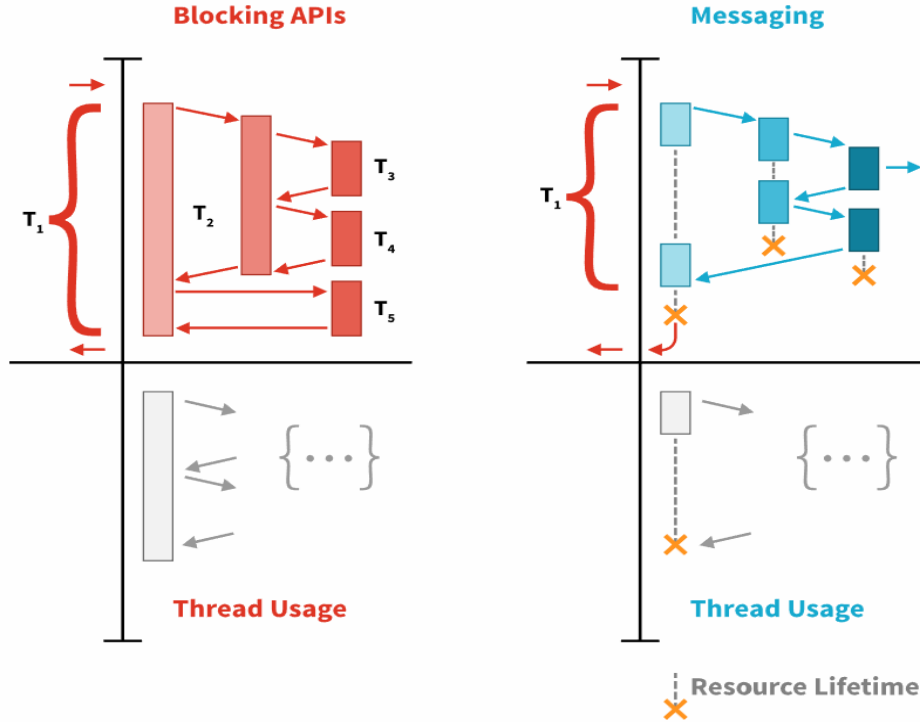 Blocking APIs
Messaging
T1
T2
T3
T4
T5
T1
{...}
{...}
Thread Usage
Thread Usage
Resource Lifetime